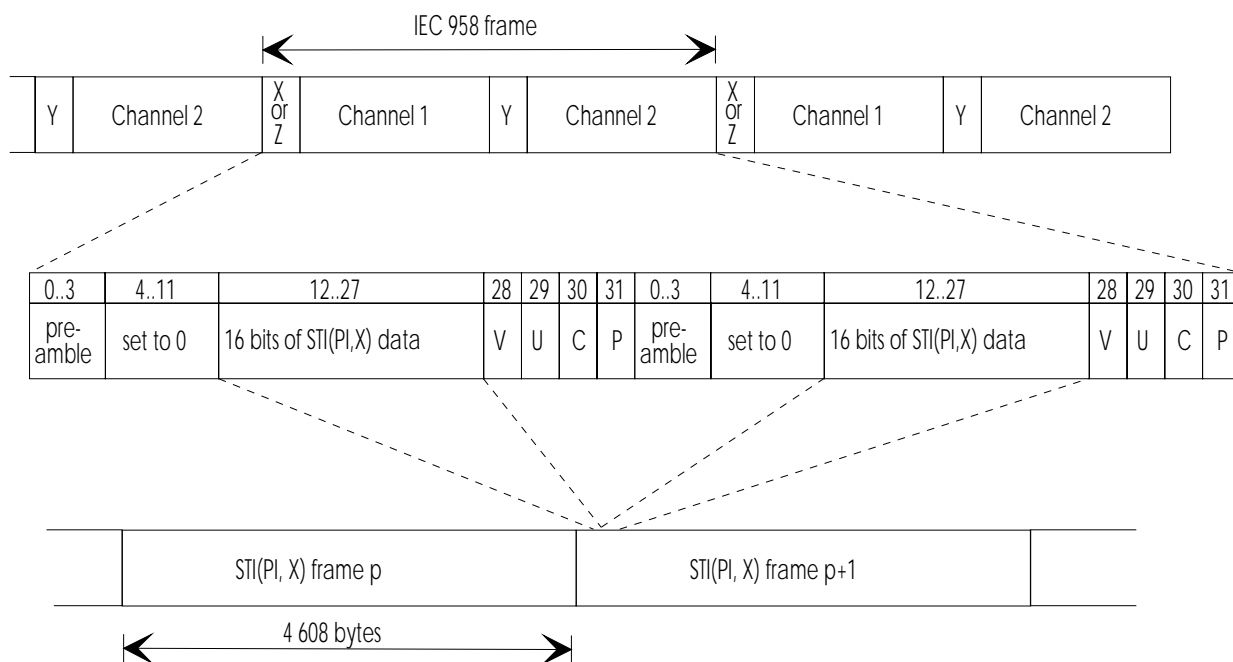 IEC 958 frame
Y Channel 2 X or Z Channel 1 Y Channel 2 X or Z Channel 1 Y Channel 2
0..3 4..11 12..27 28 29 30 31 0..3 4..11 12..27 28 29 30 31
pre-amble set to 0 16 bits of STI(PI,X) data V U C P pre-amble set to 0 16 bits of STI(PI,X) data V U C P
STI(PI, X) frame p STI(PI, X) frame p+1
4 608 bytes